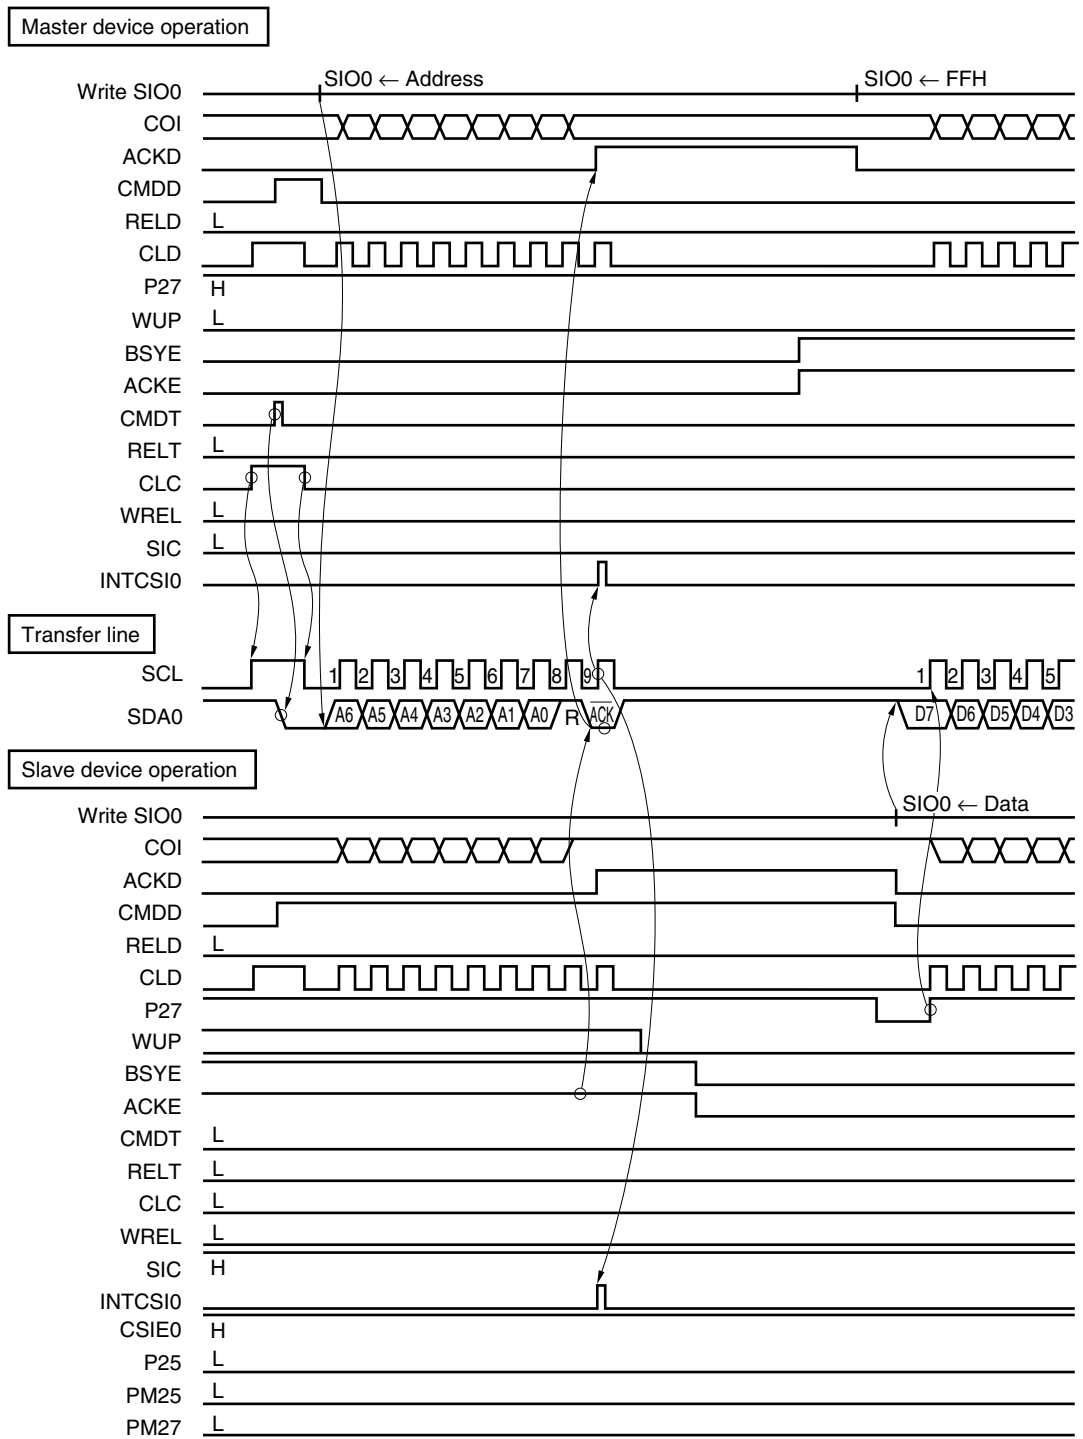 Master device operation
Write SIO0 SIO0 ← Address SIO0 ← FFH
COI
ACKD
CMDD
RELD L
CLD
P27 H
WUP L
BSYE
ACKE
CMDT
RELT L
CLC
WREL L
SIC L
INTCSI0
Transfer line
SCL 1 2 3 4 5 6 7 8 9 1 2 3 4 5
SDA0 A6 A5 A4 A3 A2 A1 A0 R ACK D7 D6 D5 D4 D3
Slave device operation
Write SIO0 SIO0 ← Data
COI
ACKD
CMDD
RELD L
CLD
P27
WUP
BSYE
ACKE
CMDT L
RELT L
CLC L
WREL L
SIC H
INTCSI0
CSIE0 H
P25 L
PM25 L
PM27 L